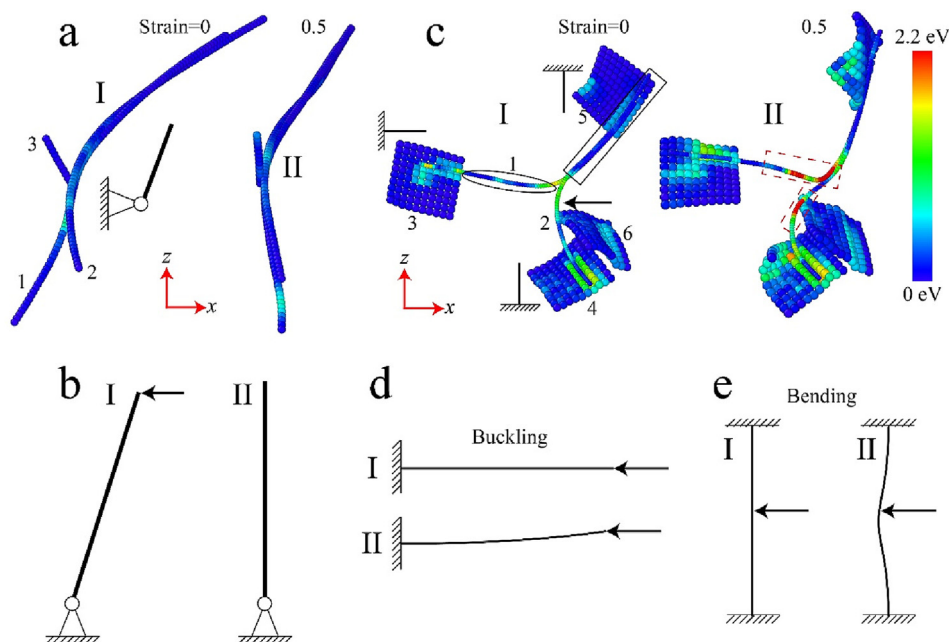 a
Strain=0
0.5
I
II
3
2
1
z
x
c
Strain=0
0.5
2.2 eV
0 eV
I
II
5
1
3
2
6
4
z
x
b
I
II
d
Buckling
I
II
e
Bending
I
II